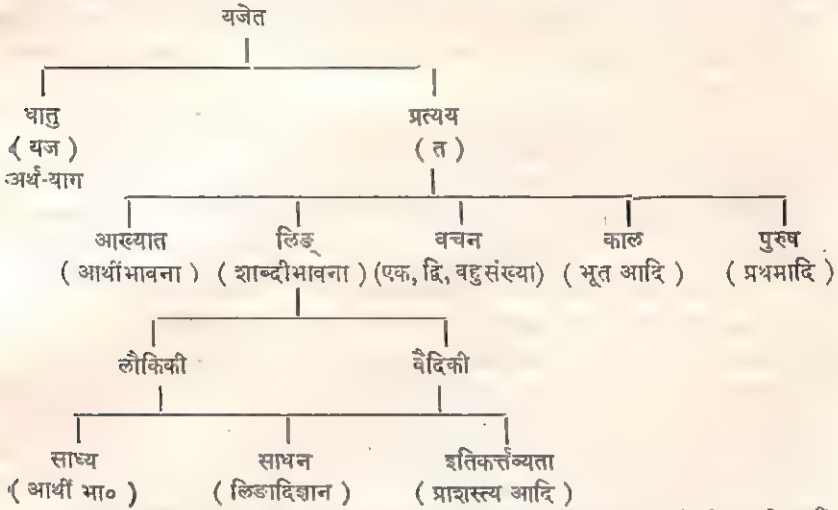 यजेत
धातु प्रत्यय
( यज ) ( त )
अर्थ-याग
आख्यात लिङ् वचन काल पुरुष
( आर्थीभावना ) ( शाब्दीभावना ) (एक, द्वि, बहु संख्या) ( भूत आदि ) ( प्रथमादि )
लौकिकी वैदिकी
साध्य साधन इतिकर्त्तव्यता
( आर्थी भा० ) ( लिङादिज्ञान ) ( प्राशस्त्य आदि )